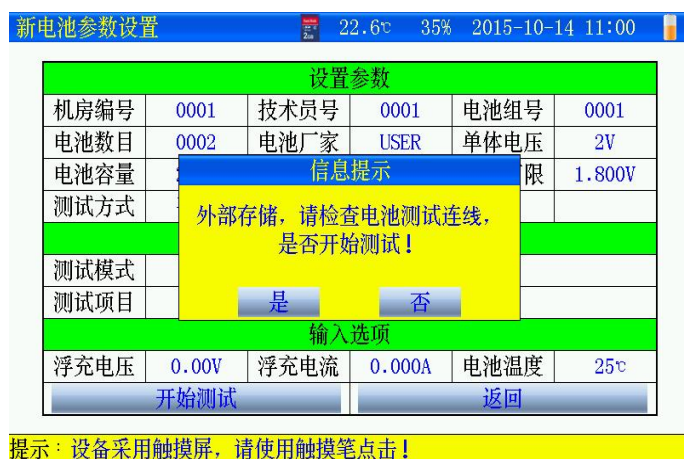 新电池参数设置 22.6℃ 35% 2015-10-14 11:00
设置参数
机房编号 0001 技术员号 0001 电池组号 0001
电池数目 0002 电池厂家 USER 单体电压 2V
电池容量 限 1.800V
测试方式
信息提示
外部存储，请检查电池测试连线，
是否开始测试！
是 否
测试模式
测试项目
输入选项
浮充电压 0.00V 浮充电流 0.000A 电池温度 25℃
开始测试 返回
提示：设备采用触摸屏，请使用触摸笔点击！